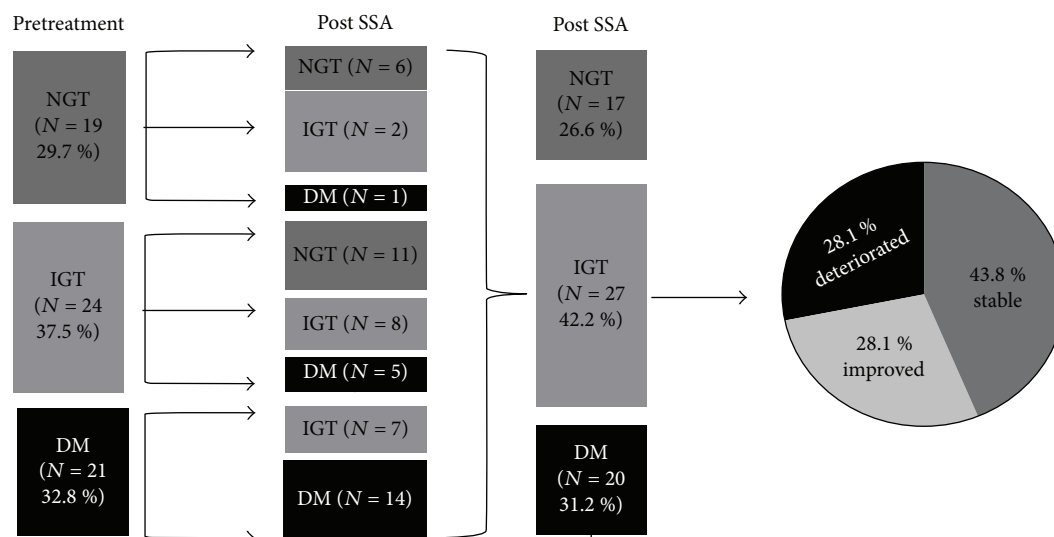 Pretreatment
NGT
(N = 19
29.7 %)
IGT
(N = 24
37.5 %)
DM
(N = 21
32.8 %)
Post SSA
NGT (N = 6)
IGT (N = 2)
DM (N = 1)
NGT (N = 11)
IGT (N = 8)
DM (N = 5)
IGT (N = 7)
DM (N = 14)
Post SSA
NGT
(N = 17
26.6 %)
IGT
(N = 27
42.2 %)
DM
(N = 20
31.2 %)
28.1 %
deteriorated
43.8 %
stable
28.1 %
improved